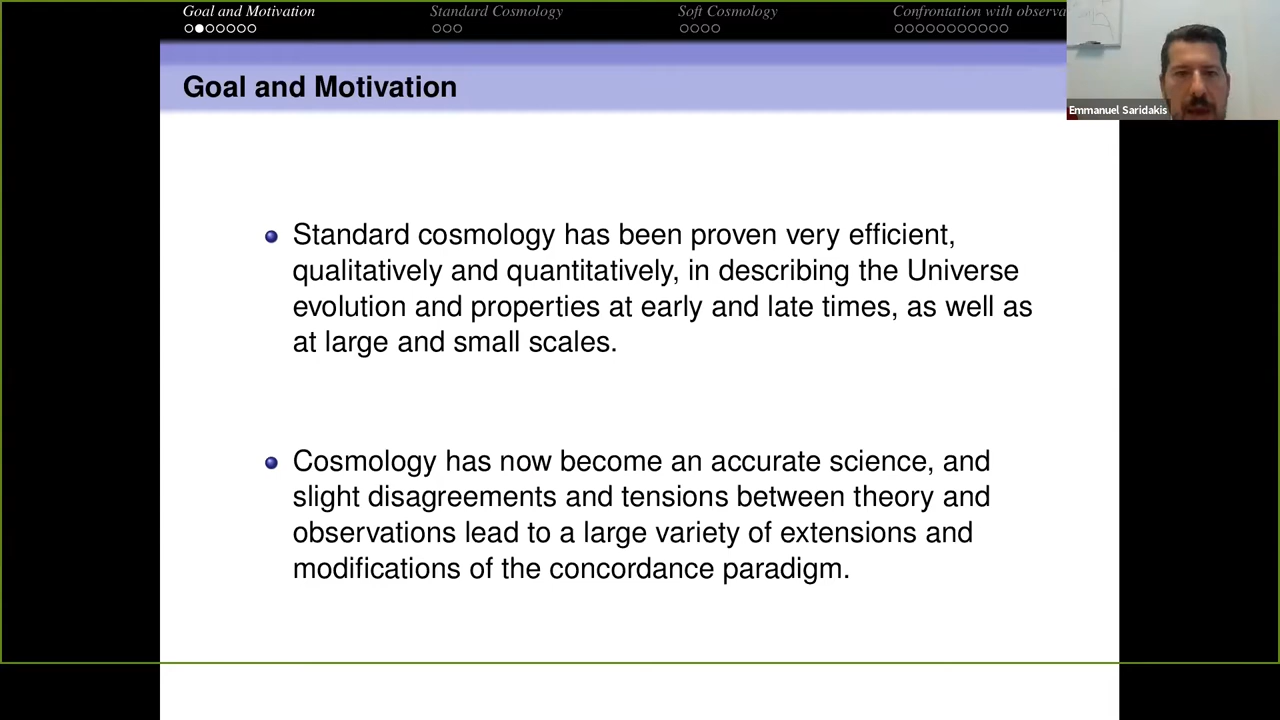 Goal and Motivation
Standard Cosmology
Soft Cosmology
Confrontation with observa
Goal and Motivation
Emmanuel Saridakis
Standard cosmology has been proven very efficient,
qualitatively and quantitatively, in describing the Universe
evolution and properties at early and late times, as well as
at large and small scales.
Cosmology has now become an accurate science, and
slight disagreements and tensions between theory and
observations lead to a large variety of extensions and
modifications of the concordance paradigm.